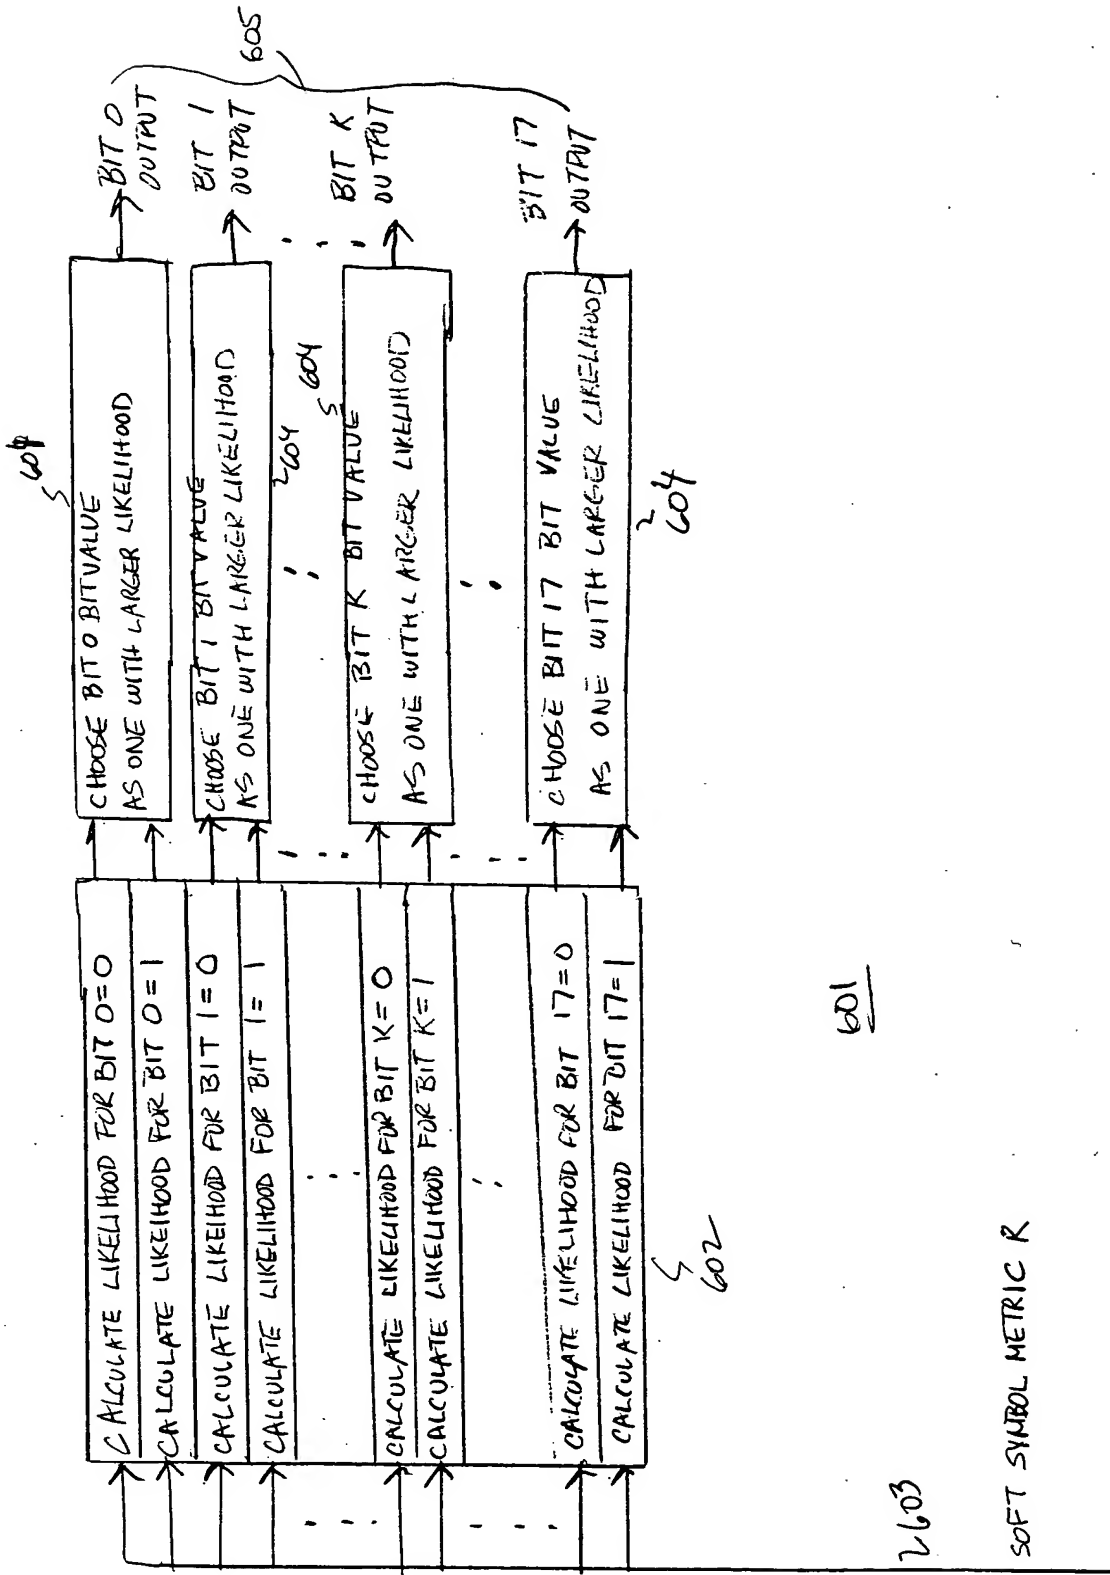 CALCULATE LIKELIHOOD FOR BIT 0=0
CALCULATE LIKEIHOOD FOR BIT 0=1
CALCULATE LIKELIHOOD FOR BIT 1=0
CALCULATE LIKELIHOOD FOR BIT 1=1
CALCULATE LIKELIHOOD FOR BIT K=0
CALCULATE LIKELIHOOD FOR BIT K=1
CALCULATE LIKELIHOOD FOR BIT 17=0
CALCULATE LIKELIHOOD FOR BIT 17=1
602
604
CHOOSE BIT 0 BIT VALUE
AS ONE WITH LARGER LIKELIHOOD
CHOOSE BIT 1 BIT VALUE
AS ONE WITH LARGER LIKELIHOOD
604
604
CHOOSE BIT K BIT VALUE
AS ONE WITH LARGER LIKELIHOOD
CHOOSE BIT 17 BIT VALUE
AS ONE WITH LARGER LIKELIHOOD
604
BIT 0
OUTPUT
BIT 1
OUTPUT
BIT K
OUTPUT
BIT 17
OUTPUT
605
601
603
SOFT SYMBOL METRIC R